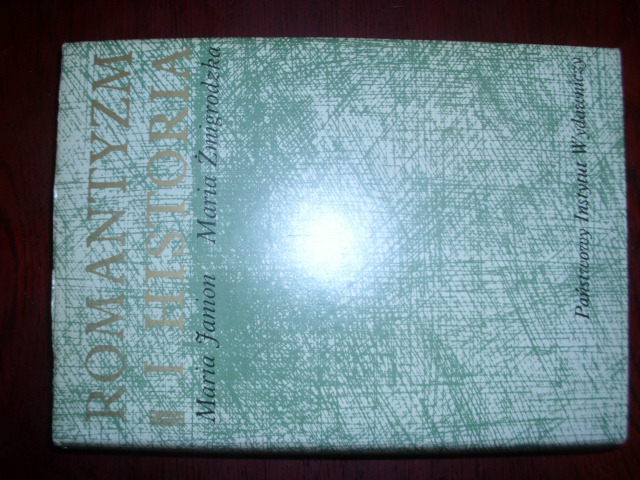 ROMANTYZM
I HISTORIA
Maria Janion Maria Żmigrodzka
Państwowy Instytut Wydawniczy